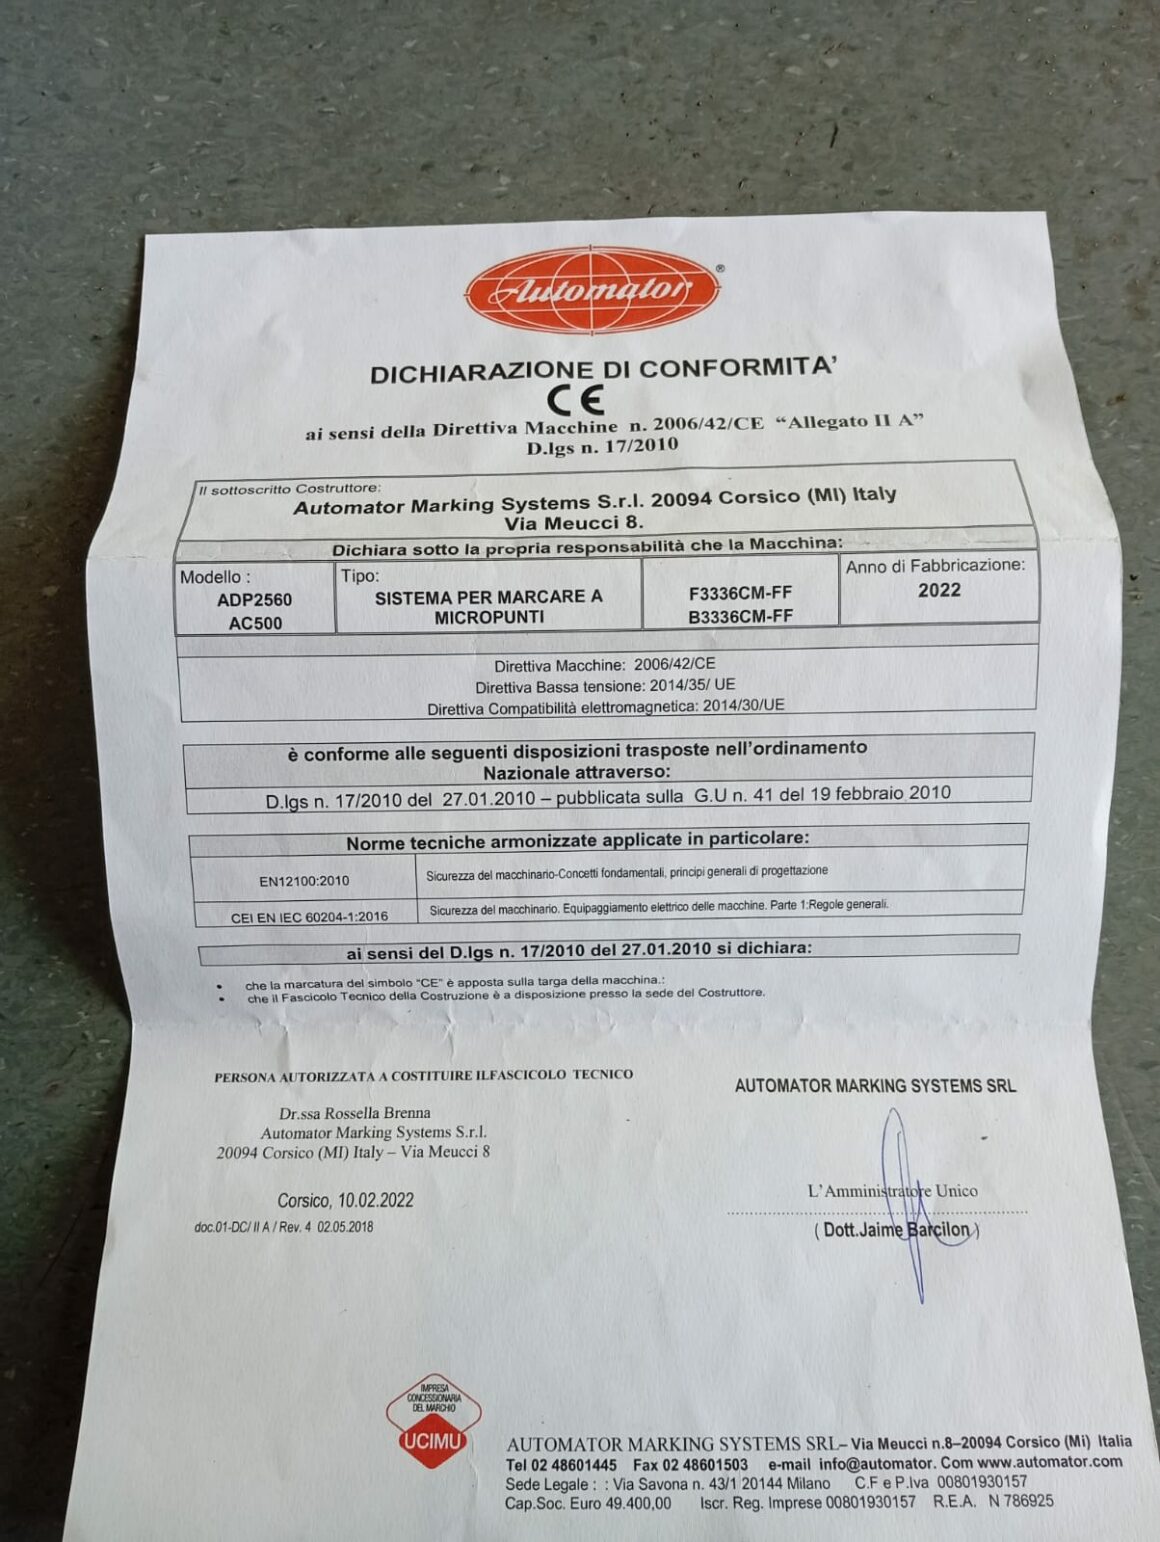 Automator ®
DICHIARAZIONE DI CONFORMITA'
CE
ai sensi della Direttiva Macchine n. 2006/42/CE “Allegato II A”
D.lgs n. 17/2010
Il sottoscritto Costruttore:
Automator Marking Systems S.r.l. 20094 Corsico (MI) Italy
Via Meucci 8.
Dichiara sotto la propria responsabilità che la Macchina:
Modello :
ADP2560
AC500
Tipo:
SISTEMA PER MARCARE A
MICROPUNTI
F3336CM-FF
B3336CM-FF
Anno di Fabbricazione:
2022
Direttiva Macchine: 2006/42/CE
Direttiva Bassa tensione: 2014/35/ UE
Direttiva Compatibilità elettromagnetica: 2014/30/UE
è conforme alle seguenti disposizioni trasposte nell'ordinamento
Nazionale attraverso:
D.lgs n. 17/2010 del 27.01.2010 – pubblicata sulla G.U n. 41 del 19 febbraio 2010
Norme tecniche armonizzate applicate in particolare:
EN12100:2010
Sicurezza del macchinario-Concetti fondamentali, principi generali di progettazione
CEI EN IEC 60204-1:2016
Sicurezza del macchinario. Equipaggiamento elettrico delle macchine. Parte 1:Regole generali.
ai sensi del D.lgs n. 17/2010 del 27.01.2010 si dichiara:
• che la marcatura del simbolo “CE” è apposta sulla targa della macchina.:
• che il Fascicolo Tecnico della Costruzione è a disposizione presso la sede del Costruttore.
PERSONA AUTORIZZATA A COSTITUIRE ILFASCICOLO TECNICO
Dr.ssa Rossella Brenna
Automator Marking Systems S.r.l.
20094 Corsico (MI) Italy – Via Meucci 8
Corsico, 10.02.2022
doc.01-DC/ II A / Rev. 4 02.05.2018
AUTOMATOR MARKING SYSTEMS SRL
L'Amministratore Unico
( Dott.Jaime Barcilon )
IMPRESA
CONCESSIONARIA
DEL MARCHIO
UCIMU
AUTOMATOR MARKING SYSTEMS SRL– Via Meucci n.8–20094 Corsico (Mi) Italia
Tel 02 48601445 Fax 02 48601503 e-mail info@automator. Com www.automator.com
Sede Legale : : Via Savona n. 43/1 20144 Milano C.F e P.Iva 00801930157
Cap.Soc. Euro 49.400,00 Iscr. Reg. Imprese 00801930157 R.E.A. N 786925